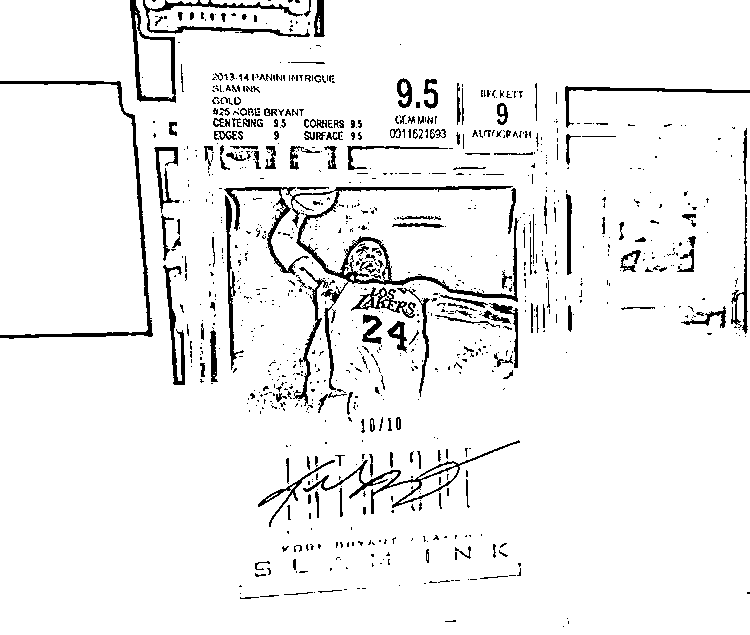 2013-14 PANINI INTRIGUE
SLAM INK
GOLD
#25 KOBE BRYANT
CENTERING 9.5 CORNERS 9.5
EDGES 9 SURFACE 9.5
9.5
GEM MINT
0011621693
BECKETT
9
AUTOGRAPH
LOS
LAKERS
24
10/10
INTRIGUE
KOBE BRYANT / LAKERS
SLAM INK